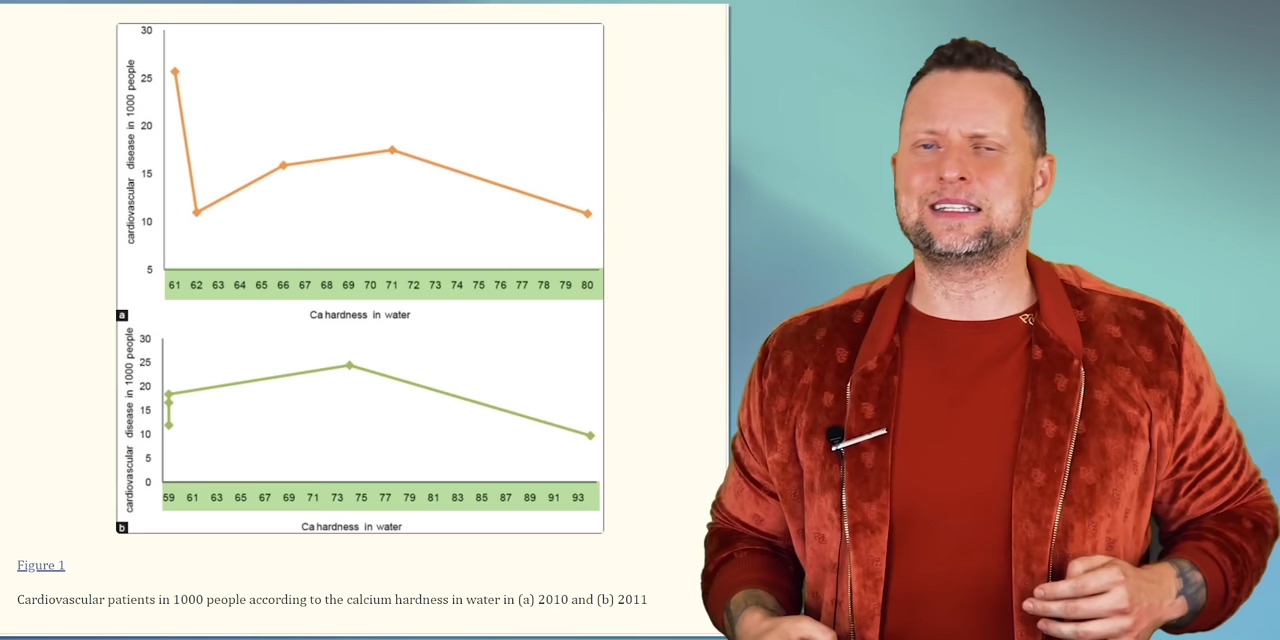 30
25
20
15
10
5
cardiovascular disease in 1000 people
61 62 63 64 65 66 67 68 69 70 71 72 73 74 75 76 77 78 79 80
Ca hardness in water
a
30
25
20
15
10
5
0
cardiovascular disease in 1000 people
59 61 63 65 67 69 71 73 75 77 79 81 83 85 87 89 91 93
Ca hardness in water
b
Figure 1
Cardiovascular patients in 1000 people according to the calcium hardness in water in (a) 2010 and (b) 2011